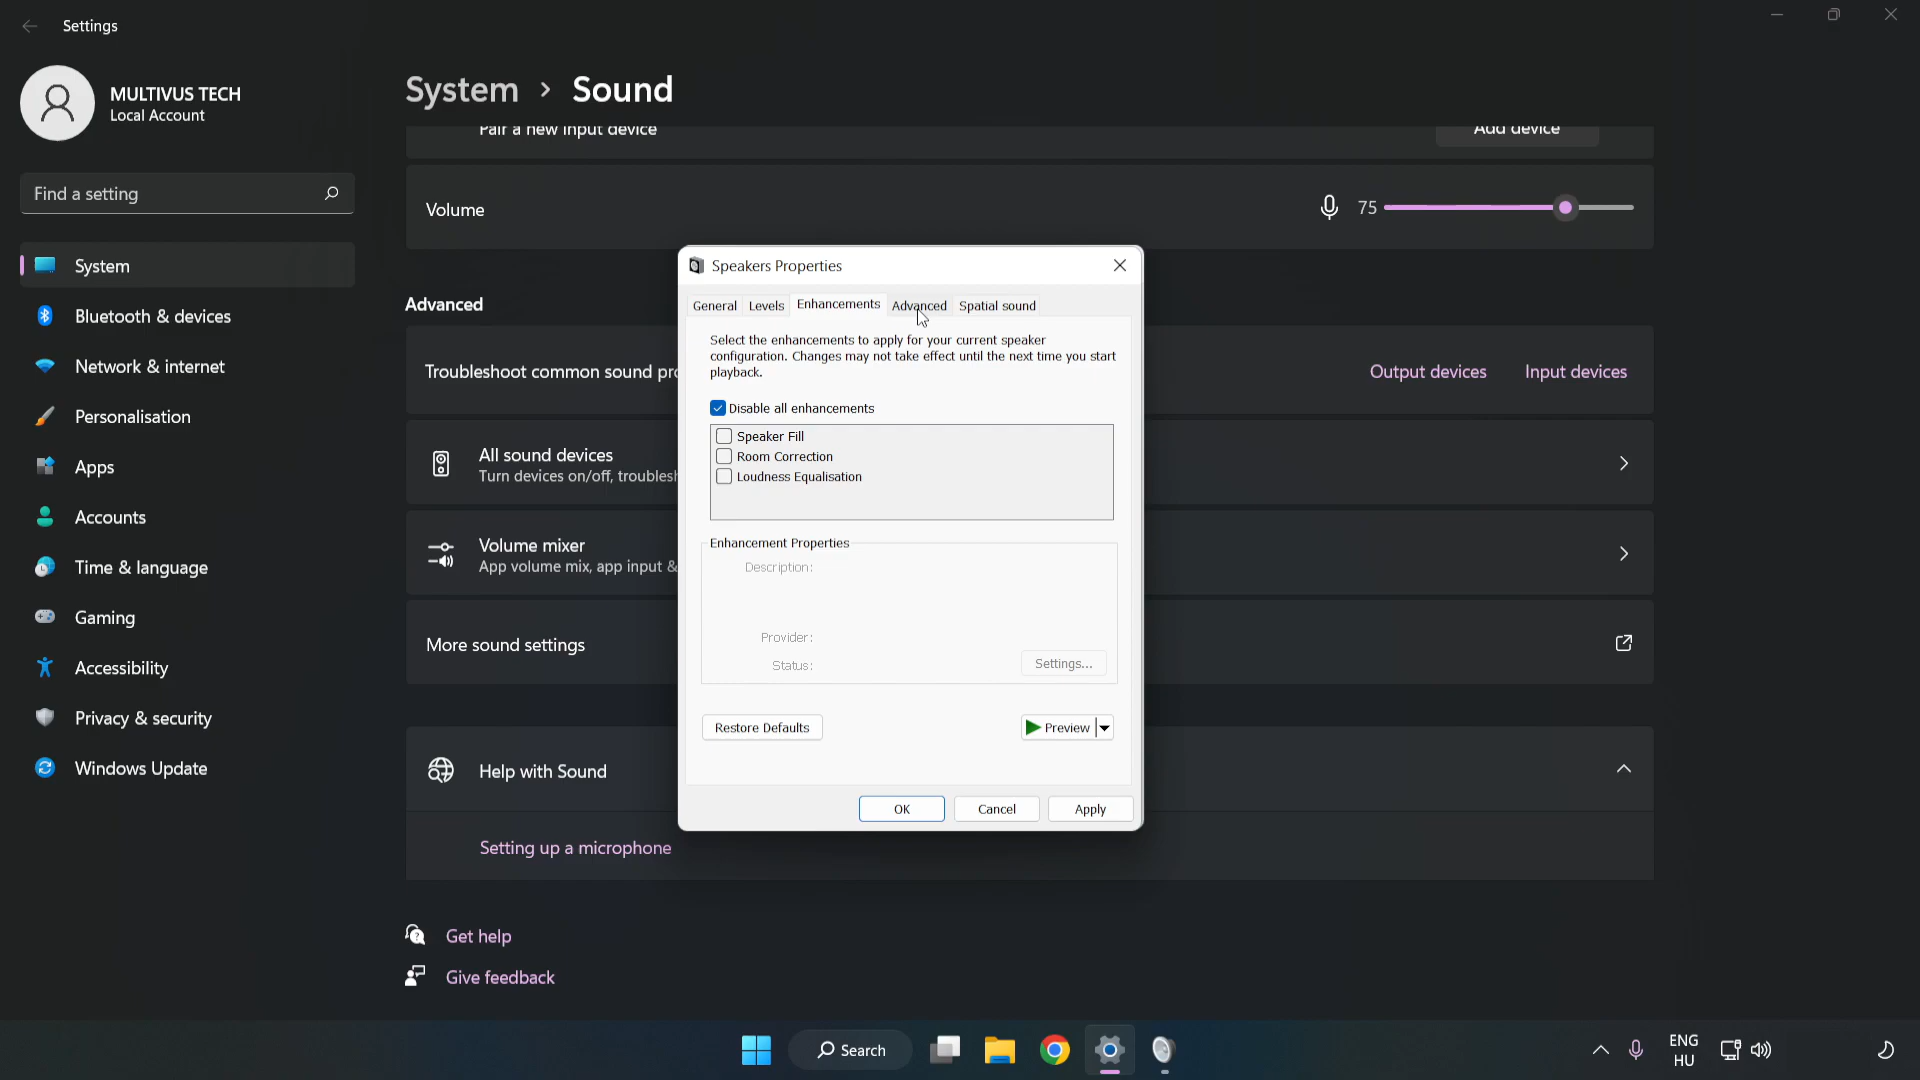 Settings
MULTIVUS TECH
Local Account
Find a setting
System
Bluetooth & devices
Network & internet
Personalisation
Apps
Accounts
Time & language
Gaming
Accessibility
Privacy & security
Windows Update
System › Sound
Pair a new input device
Add device
Volume
75
Advanced
Troubleshoot common sound pro
Output devices
Input devices
All sound devices
Turn devices on/off, troublesh
Volume mixer
App volume mix, app input &
More sound settings
Help with Sound
Setting up a microphone
Get help
Give feedback
Speakers Properties
General Levels Enhancements Advanced Spatial sound
Select the enhancements to apply for your current speaker
configuration. Changes may not take effect until the next time you start
playback.
Disable all enhancements
Speaker Fill
Room Correction
Loudness Equalisation
Enhancement Properties
Description:
Provider:
Status:
Settings...
Restore Defaults
Preview
OK
Cancel
Apply
Search
ENG
HU